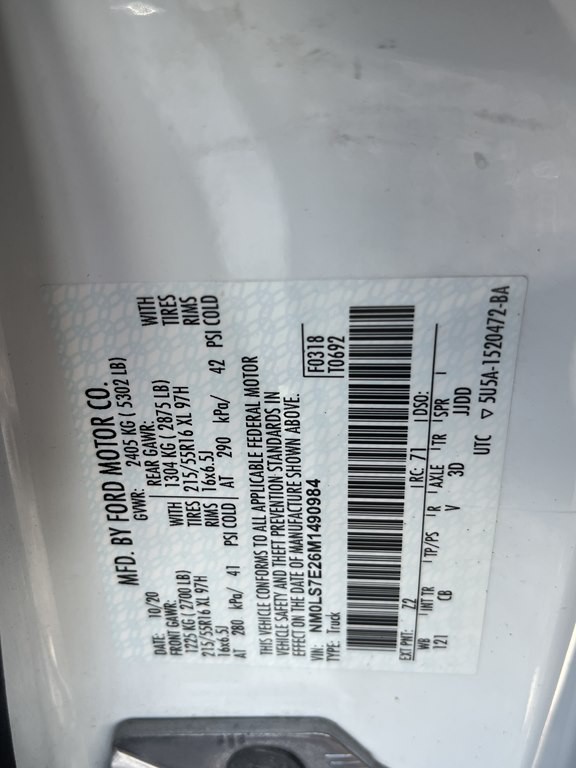 MFD. BY FORD MOTOR CO.
DATE: 10/20 GVWR: 2405 KG ( 5302 LB)
FRONT GAWR: WITH REAR GAWR: WITH
1225 KG ( 2700 LB) TIRES 1304 KG ( 2875 LB) TIRES
215/55R16 XL 97H RIMS 215/55R16 XL 97H RIMS
16x6.5J 16x6.5J
AT 280 kPa/ 41 PSI COLD AT 290 kPa/ 42 PSI COLD
THIS VEHICLE CONFORMS TO ALL APPLICABLE FEDERAL MOTOR
VEHICLE SAFETY AND THEFT PREVENTION STANDARDS IN
EFFECT ON THE DATE OF MANUFACTURE SHOWN ABOVE.
VIN: NM0LS7E26M1490984 F0318
TYPE: Truck T0692
EXT PNT: Z2 RC: 71 DSO:
WB INT TR TP/PS R AXLE TR SPR
121 CB V 3D JJDD
UTC ▽ 5U5A-1520472-BA